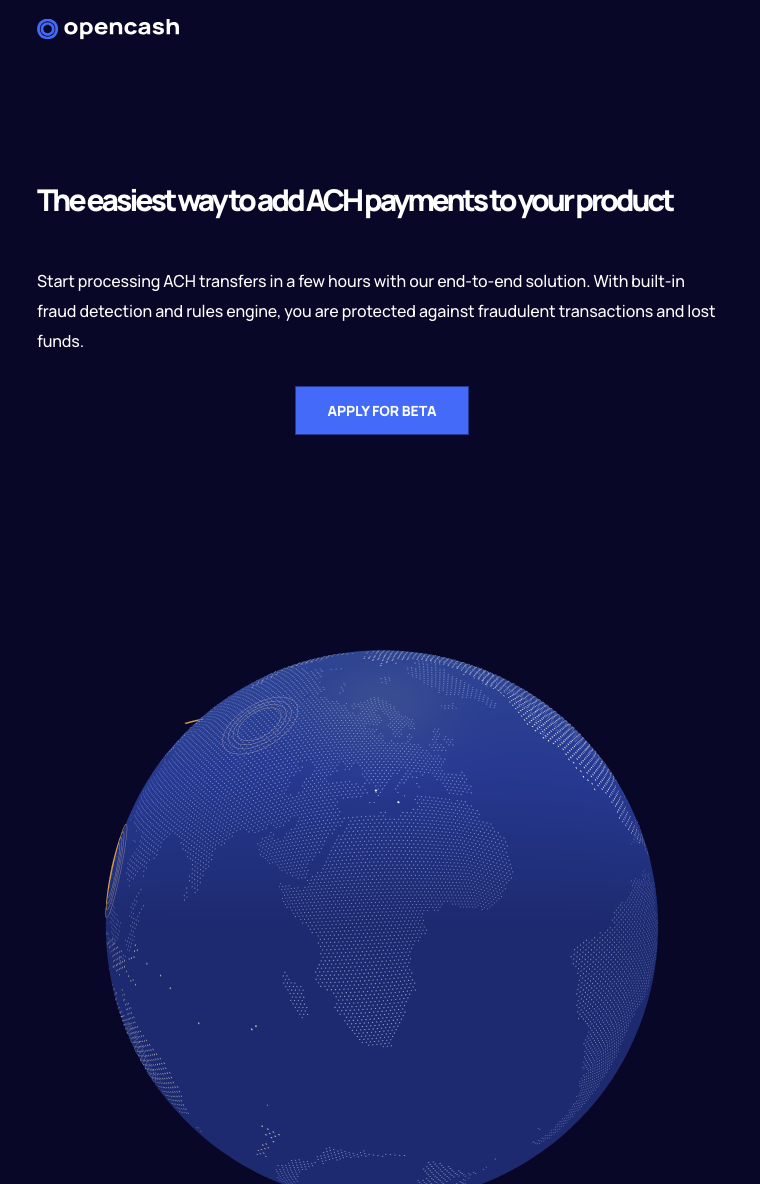 opencash
The easiest way to add ACH payments to your product
Start processing ACH transfers in a few hours with our end-to-end solution. With built-in
fraud detection and rules engine, you are protected against fraudulent transactions and lost
funds.
APPLY FOR BETA